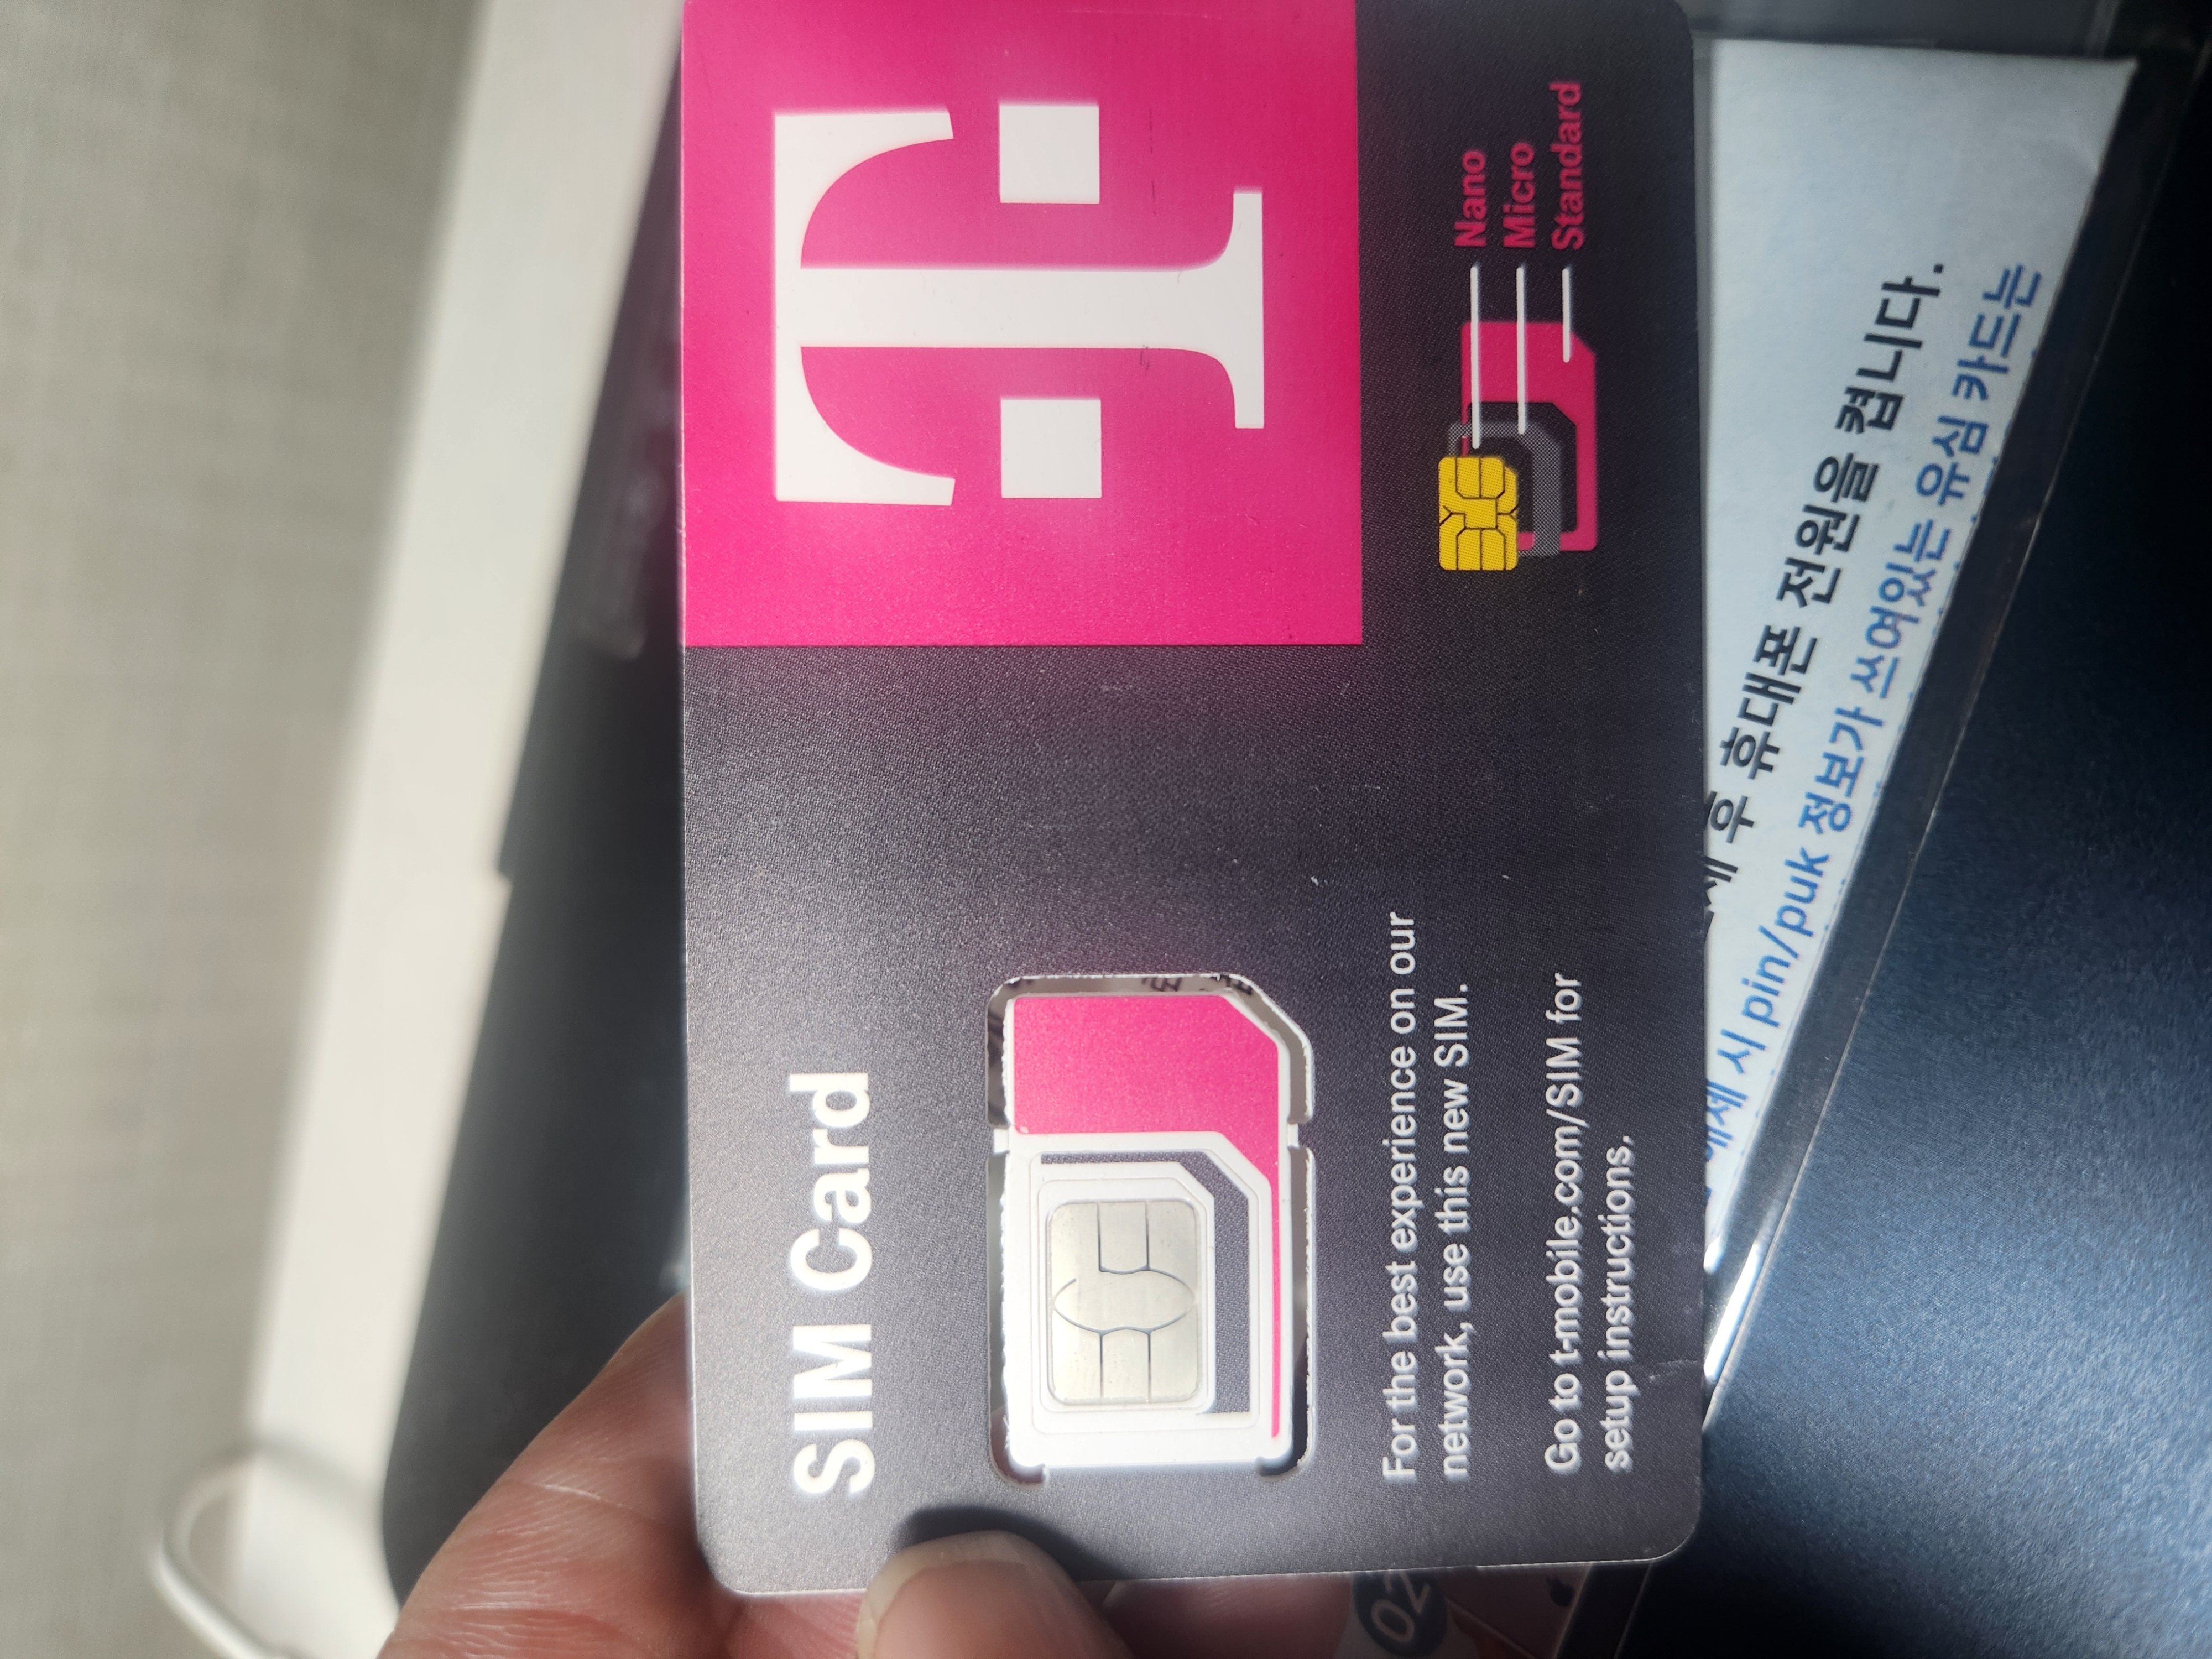 T
SIM Card
For the best experience on our
network, use this new SIM.
Go to t-mobile.com/SIM for
setup instructions.
Nano
Micro
Standard
후 휴대폰 전원을 켭니다.
시 pin/puk 정보가 쓰여있는 유심 카드는
02